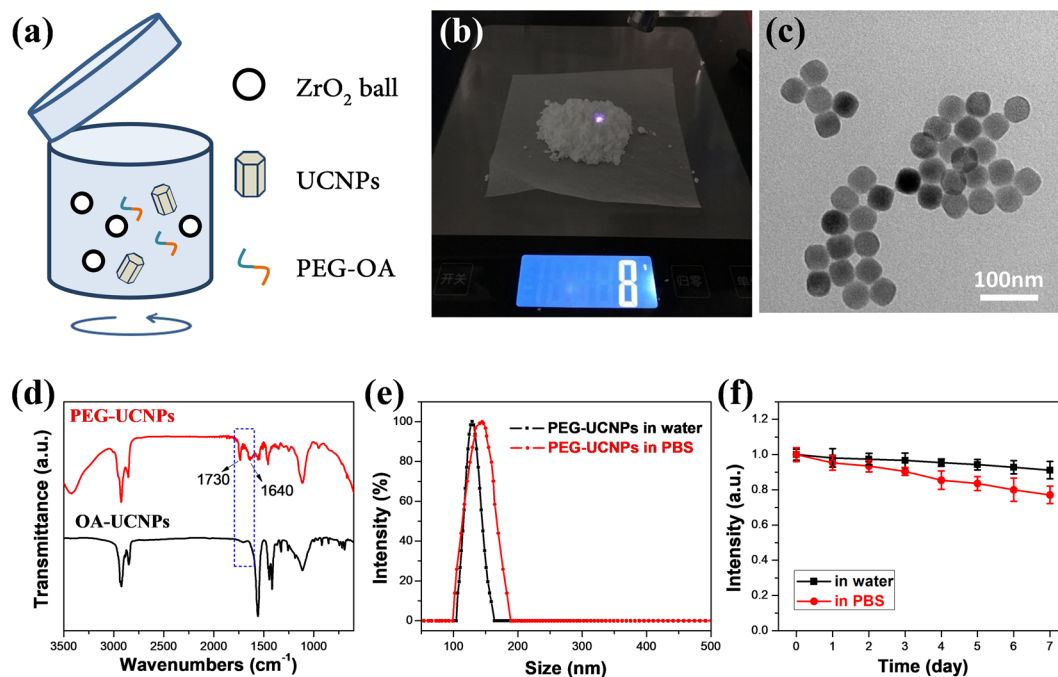 (a)
ZrO₂ ball
UCNPs
PEG-OA
(b)
开关
8
归零
(c)
100nm
(d)
PEG-UCNPs
1730
1640
OA-UCNPs
Transmittance (a.u.)
3500 3000 2500 2000 1500 1000
Wavenumbers (cm⁻¹)
(e)
PEG-UCNPs in water
PEG-UCNPs in PBS
Intensity (%)
100
80
60
40
20
0
100 200 300 400 500
Size (nm)
(f)
Intensity (a.u.)
1.2
1.0
0.8
0.6
0.4
0.2
0.0
in water
in PBS
0 1 2 3 4 5 6 7
Time (day)